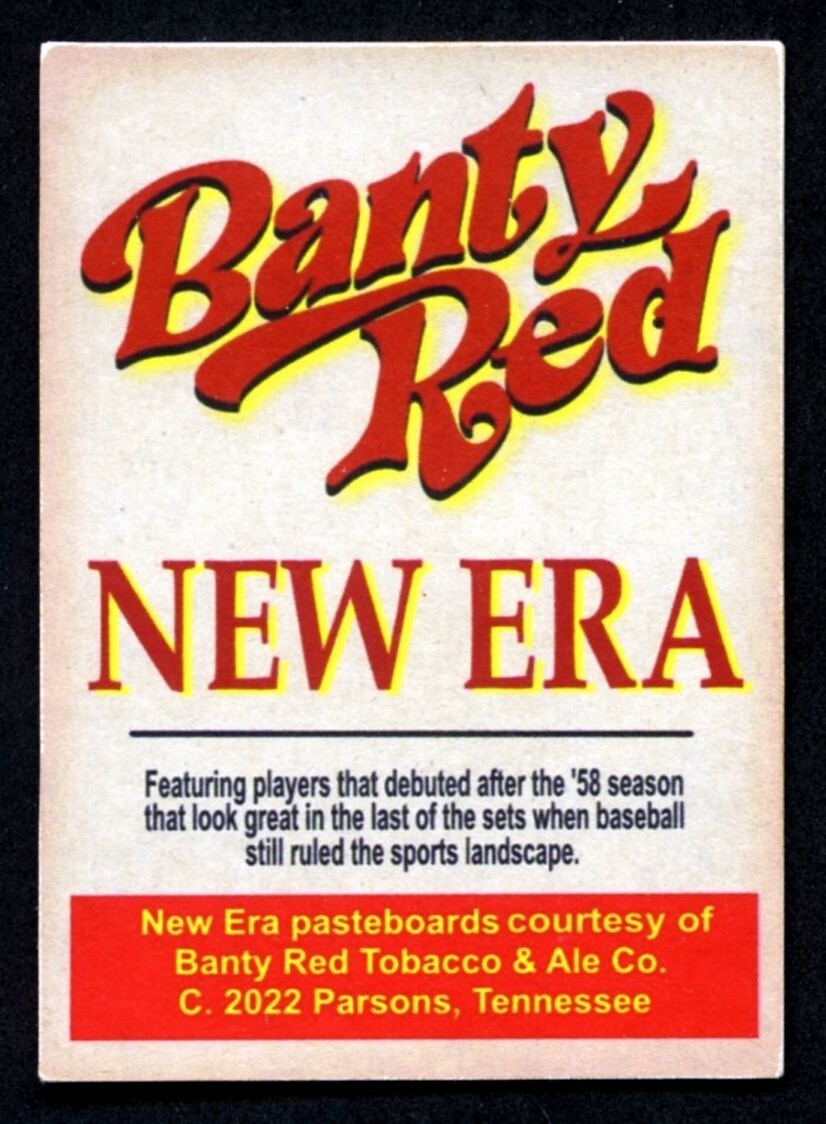 Banty
Red
NEW ERA
Featuring players that debuted after the '58 season
that look great in the last of the sets when baseball
still ruled the sports landscape.
New Era pasteboards courtesy of
Banty Red Tobacco & Ale Co.
C. 2022 Parsons, Tennessee